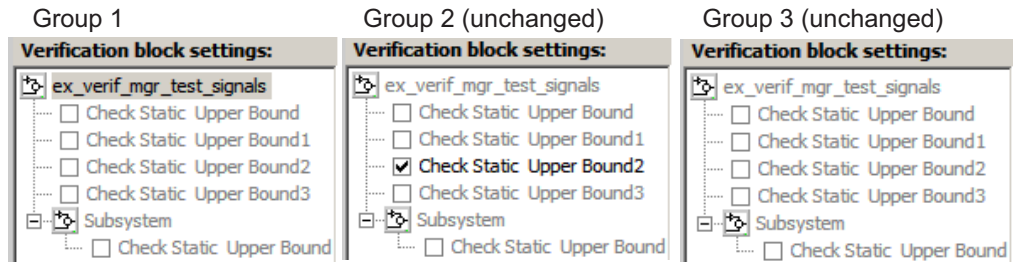 Group 1
Verification block settings:
ex_verif_mgr_test_signals
Check Static Upper Bound
Check Static Upper Bound1
Check Static Upper Bound2
Check Static Upper Bound3
Subsystem
Check Static Upper Bound
Group 2 (unchanged)
Verification block settings:
ex_verif_mgr_test_signals
Check Static Upper Bound
Check Static Upper Bound1
Check Static Upper Bound2
Check Static Upper Bound3
Subsystem
Check Static Upper Bound
Group 3 (unchanged)
Verification block settings:
ex_verif_mgr_test_signals
Check Static Upper Bound
Check Static Upper Bound1
Check Static Upper Bound2
Check Static Upper Bound3
Subsystem
Check Static Upper Bound